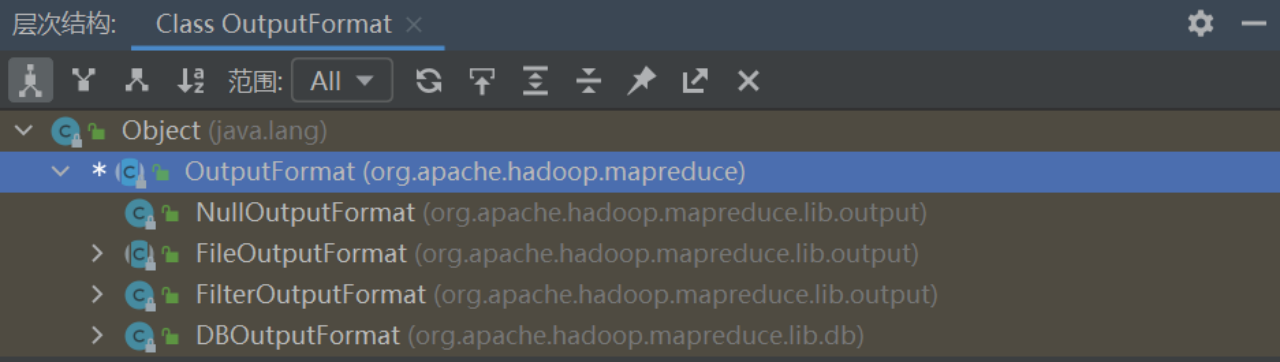 层次结构: Class OutputFormat
范围: All
Object (java.lang)
* OutputFormat (org.apache.hadoop.mapreduce)
NullOutputFormat (org.apache.hadoop.mapreduce.lib.output)
FileOutputFormat (org.apache.hadoop.mapreduce.lib.output)
FilterOutputFormat (org.apache.hadoop.mapreduce.lib.output)
DBOutputFormat (org.apache.hadoop.mapreduce.lib.db)